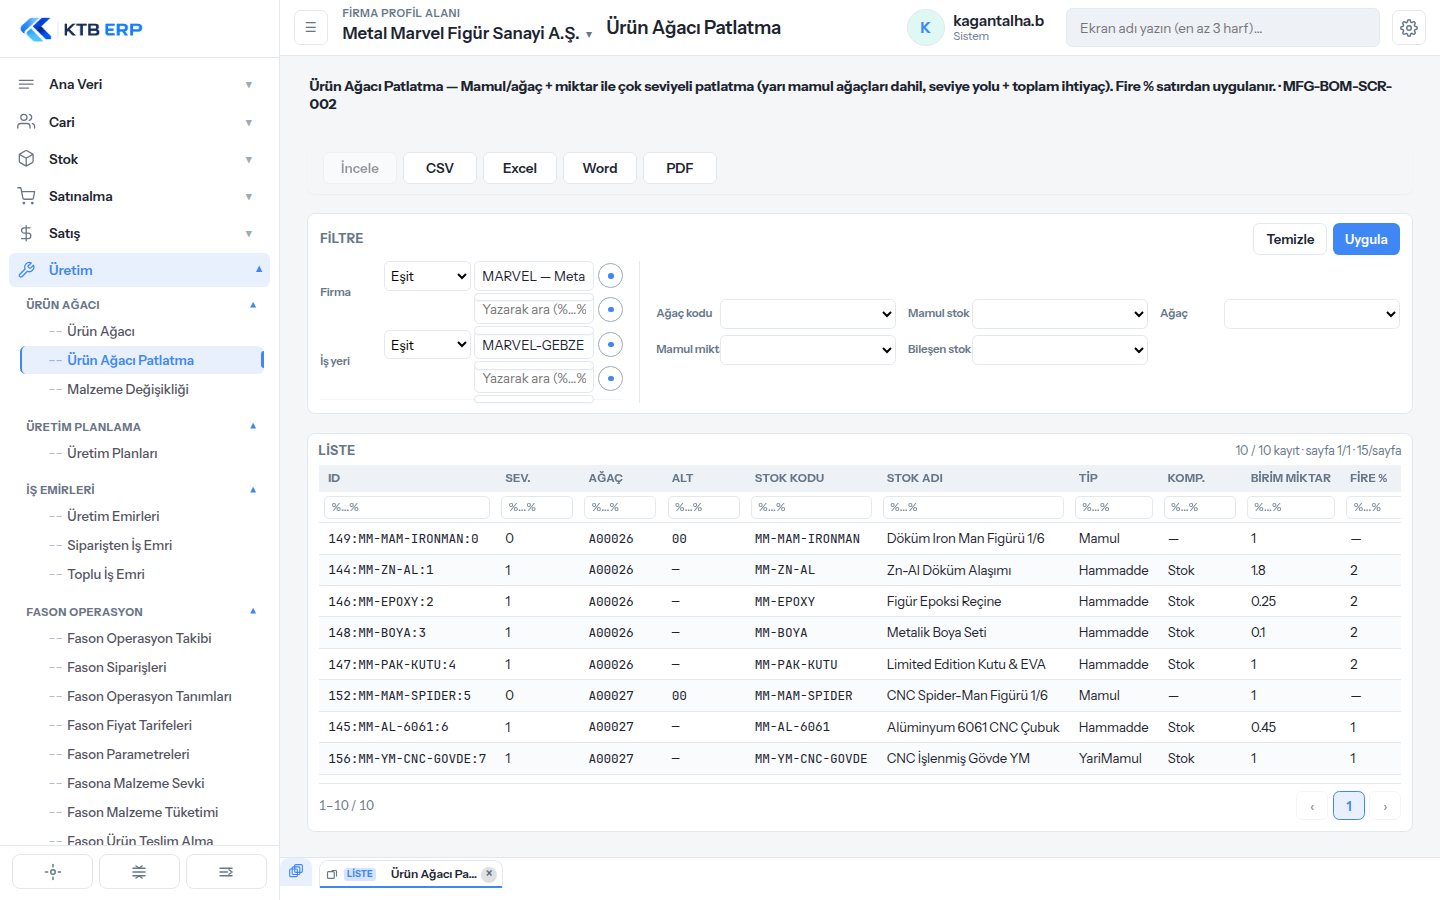 KTB ERP
Ana Veri
Cari
Stok
Satınalma
Satış
Üretim
ÜRÜN AĞACI
Ürün Ağacı
Ürün Ağacı Patlatma
Malzeme Değişikliği
ÜRETİM PLANLAMA
Üretim Planları
İŞ EMİRLERİ
Üretim Emirleri
Siparişten İş Emri
Toplu İş Emri
FASON OPERASYON
Fason Operasyon Takibi
Fason Siparişleri
Fason Operasyon Tanımları
Fason Fiyat Tarifeleri
Fason Parametreleri
Fasona Malzeme Sevki
Fason Malzeme Tüketimi
Fason Ürün Teslim Alma
FİRMA PROFİL ALANI
Metal Marvel Figür Sanayi A.Ş. ▾
Ürün Ağacı Patlatma
K
kagantalha.b
Sistem
Ekran adı yazın (en az 3 harf)...
Ürün Ağacı Patlatma — Mamul/ağaç + miktar ile çok seviyeli patlatma (yarı mamul ağaçları dahil, seviye yolu + toplam ihtiyaç). Fire % satırdan uygulanır. · MFG-BOM-SCR-
002
İncele CSV Excel Word PDF
FİLTRE
Temizle Uygula
Firma Eşit MARVEL — Meta
Yazarak ara (%...%
İş yeri Eşit MARVEL-GEBZE
Yazarak ara (%...%
Ağaç kodu Mamul stok Ağaç
Mamul mikt Bileşen stok
LİSTE
10 / 10 kayıt · sayfa 1/1 · 15/sayfa
ID SEV. AĞAÇ ALT STOK KODU STOK ADI TİP KOMP. BİRİM MİKTAR FİRE %
%...% %...% %...% %...% %...% %...% %...% %...% %...% %...%
149:MM-MAM-IRONMAN:0 0 A00026 00 MM-MAM-IRONMAN Döküm Iron Man Figürü 1/6 Mamul — 1 —
144:MM-ZN-AL:1 1 A00026 — MM-ZN-AL Zn-Al Döküm Alaşımı Hammadde Stok 1.8 2
146:MM-EPOXY:2 1 A00026 — MM-EPOXY Figür Epoksi Reçine Hammadde Stok 0.25 2
148:MM-BOYA:3 1 A00026 — MM-BOYA Metalik Boya Seti Hammadde Stok 0.1 2
147:MM-PAK-KUTU:4 1 A00026 — MM-PAK-KUTU Limited Edition Kutu & EVA Hammadde Stok 1 2
152:MM-MAM-SPIDER:5 0 A00027 00 MM-MAM-SPIDER CNC Spider-Man Figürü 1/6 Mamul — 1 —
145:MM-AL-6061:6 1 A00027 — MM-AL-6061 Alüminyum 6061 CNC Çubuk Hammadde Stok 0.45 1
156:MM-YM-CNC-GOVDE:7 1 A00027 — MM-YM-CNC-GOVDE CNC İşlenmiş Gövde YM YariMamul Stok 1 1
1–10 / 10
‹ 1 ›
LİSTE Ürün Ağacı Pa... ×